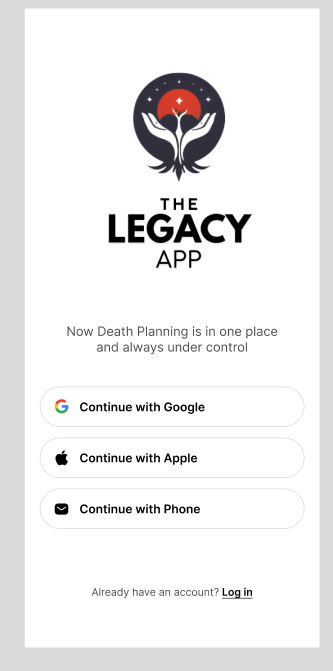 THE
LEGACY
APP
Now Death Planning is in one place
and always under control
Continue with Google
Continue with Apple
Continue with Phone
Already have an account? Log in